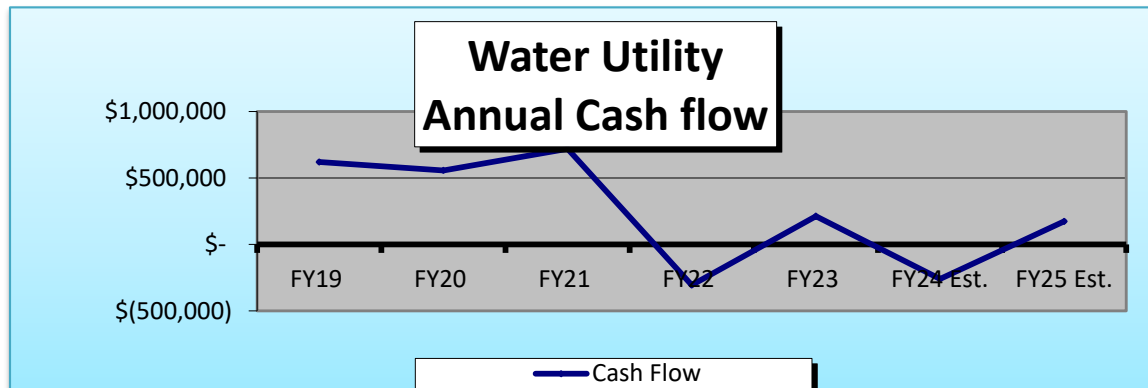 Water Utility
Annual Cash flow
$1,000,000
$500,000
$-
$(500,000)
FY19 FY20 FY21 FY22 FY23 FY24 Est. FY25 Est.
Cash Flow